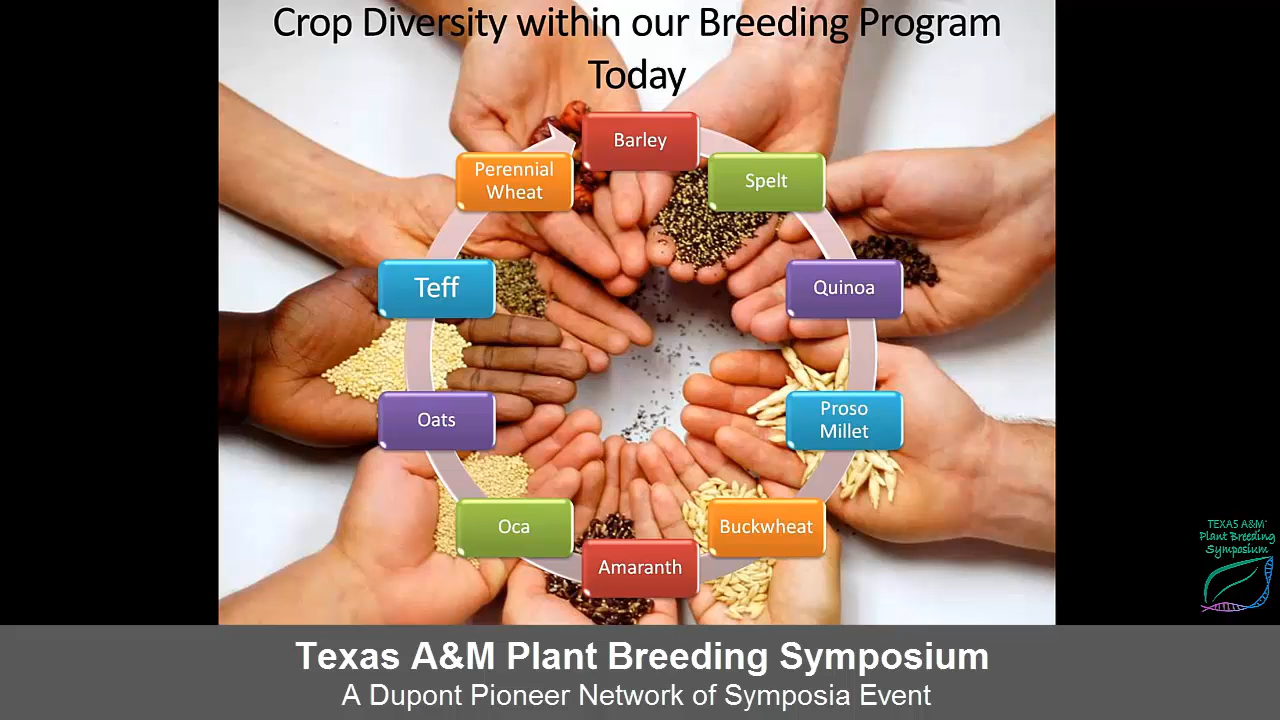 Crop Diversity within our Breeding Program
Today
Barley
Spelt
Quinoa
Proso
Millet
Buckwheat
Amaranth
Oca
Oats
Teff
Perennial
Wheat
TEXAS A&M
Plant Breeding
Symposium
Texas A&M Plant Breeding Symposium
A Dupont Pioneer Network of Symposia Event